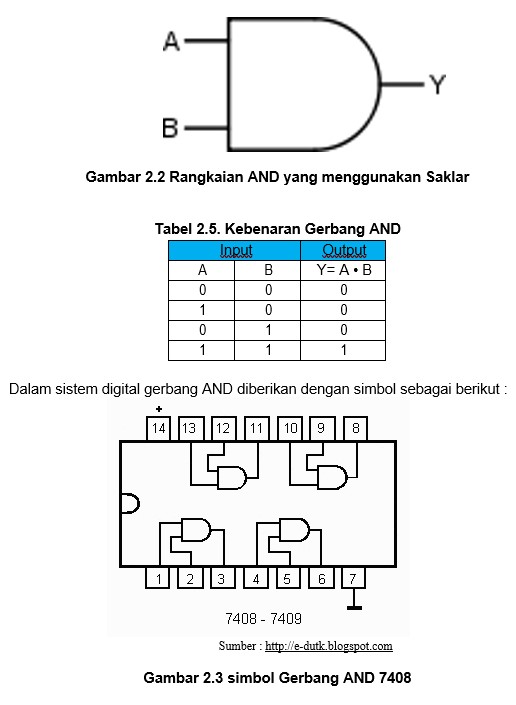 A
Y
B
Gambar 2.2 Rangkaian AND yang menggunakan Saklar
Tabel 2.5. Kebenaran Gerbang AND
Input Output
A B Y= A • B
0 0 0
1 0 0
0 1 0
1 1 1
Dalam sistem digital gerbang AND diberikan dengan simbol sebagai berikut :
+
14 13 12 11 10 9 8
1 2 3 4 5 6 7
7408 - 7409
Sumber : http://e-dutk.blogspot.com
Gambar 2.3 simbol Gerbang AND 7408